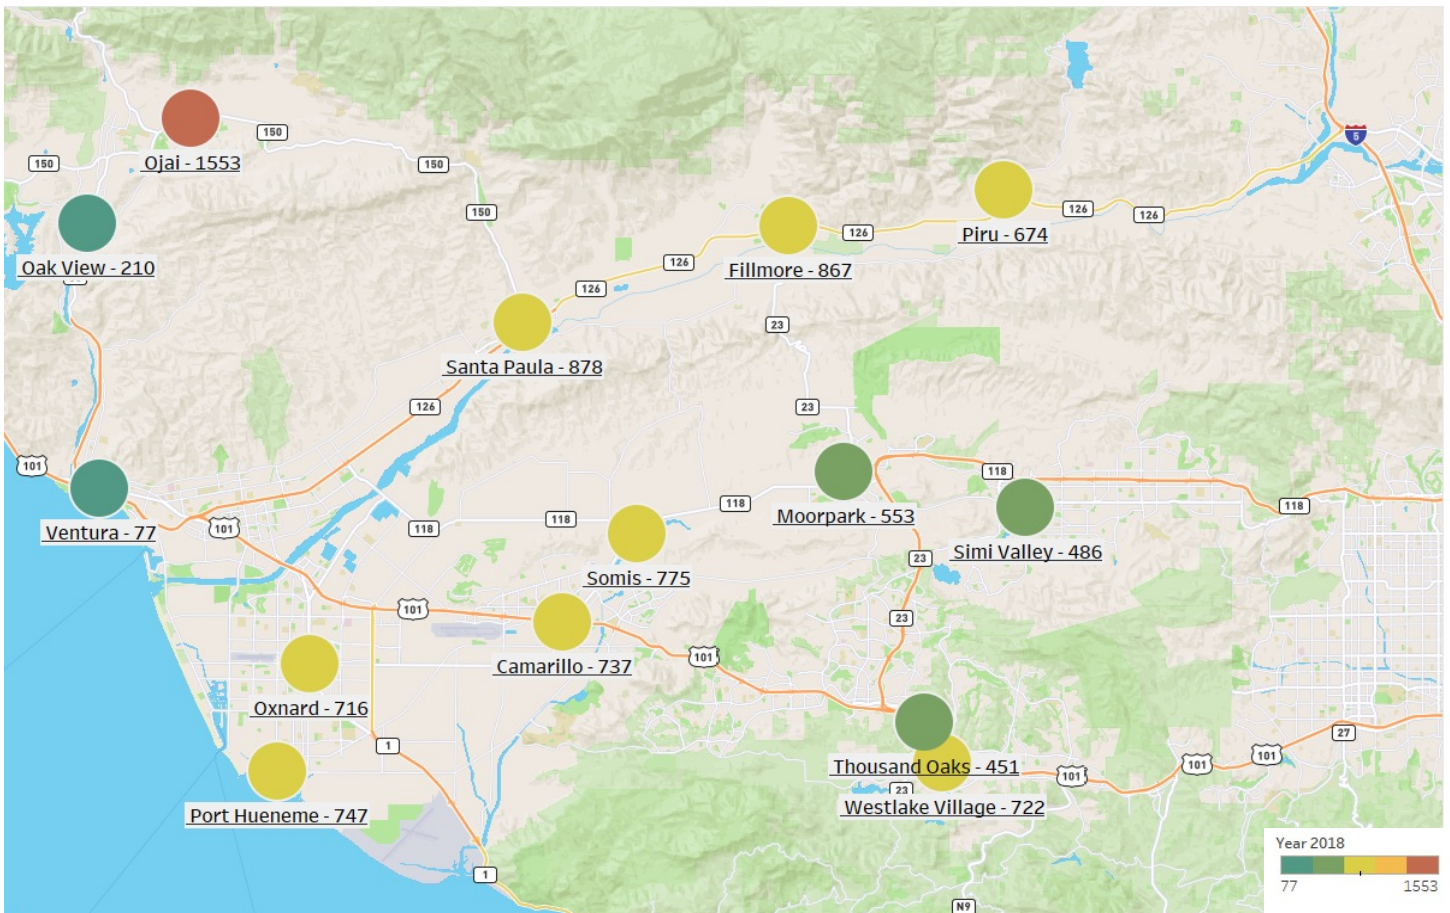 5
150
Ojai - 1553
150
150
150
126
126
Piru - 674
126
126
Oak View - 210
Fillmore - 867
126
23
Santa Paula - 878
126
23
101
118
118
Moorpark - 553
118
Ventura - 77
101
118
118
Simi Valley - 486
23
Somis - 775
101
23
101
Camarillo - 737
Oxnard - 716
1
27
101
101
Thousand Oaks - 451
101
23
Westlake Village - 722
Port Hueneme - 747
Year 2018
77
1553
1
N9